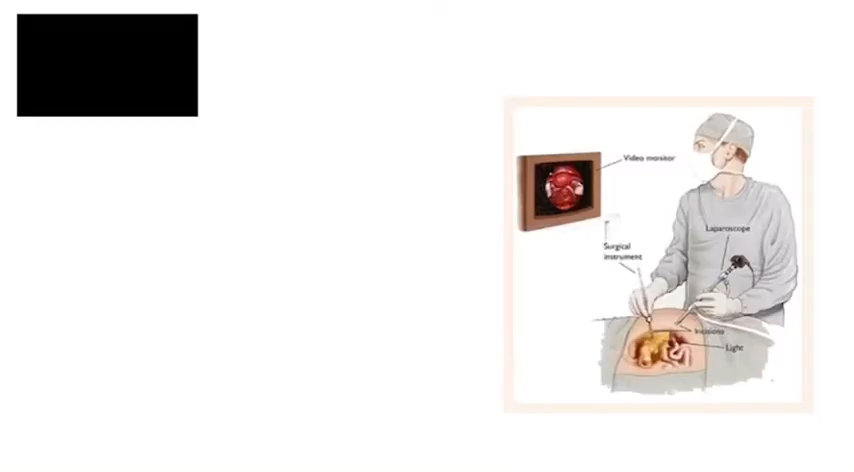 Video monitor
Laparoscope
Surgical
instrument
Incisions
Light